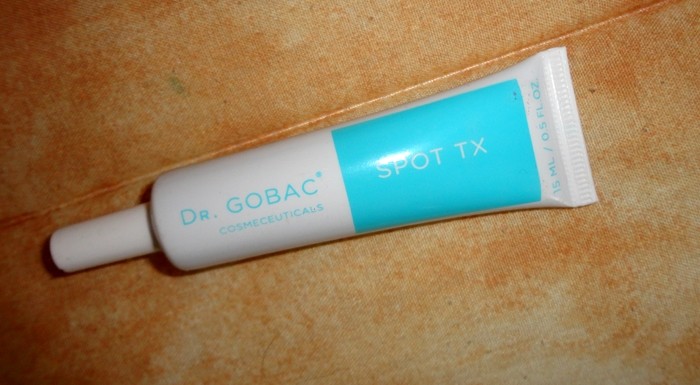 DR. GOBAC®
COSMECEUTICALS
SPOT TX
15 ML / 0.5 FL.OZ.